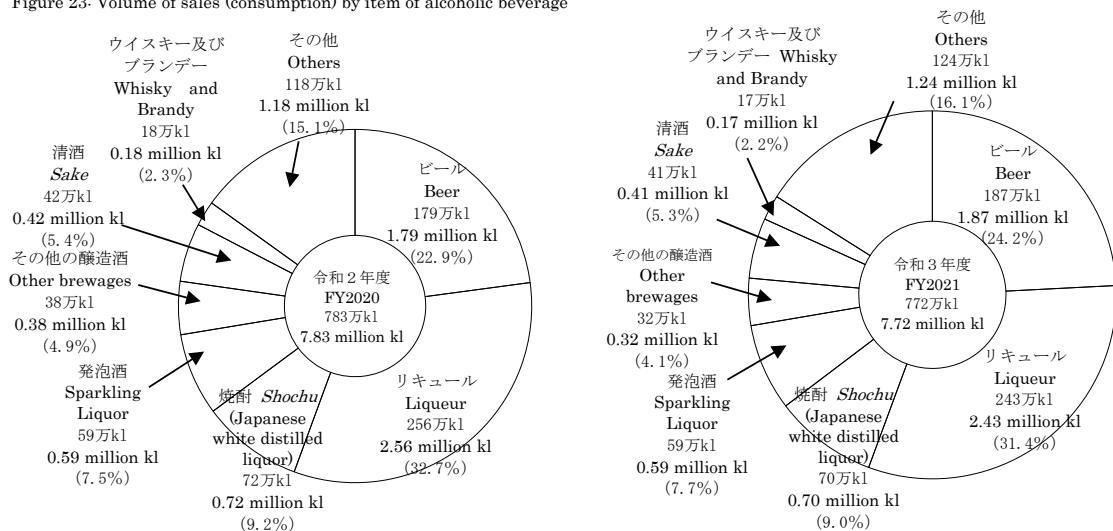 Figure 23. Volume of sales (consumption) by item of alcoholic beverage
ウイスキー及び
ブランデー
Whisky and
Brandy
18万kl
0.18 million kl
(2.3%)
その他
Others
118万kl
1.18 million kl
(15.1%)
清酒
Sake
42万kl
0.42 million kl
(5.4%)
その他の醸造酒
Other brewages
38万kl
0.38 million kl
(4.9%)
発泡酒
Sparkling
Liquor
59万kl
0.59 million kl
(7.5%)
ビール
Beer
179万kl
1.79 million kl
(22.9%)
令和２年度
FY2020
783万kl
7.83 million kl
リキュール
Liqueur
256万kl
2.56 million kl
(32.7%)
焼酎 Shochu
(Japanese
white distilled
liquor)
72万kl
0.72 million kl
(9.2%)
ウイスキー及び
ブランデー Whisky
and Brandy
17万kl
0.17 million kl
(2.2%)
その他
Others
124万kl
1.24 million kl
(16.1%)
清酒
Sake
41万kl
0.41 million kl
(5.3%)
その他の醸造酒
Other
brewages
32万kl
0.32 million kl
(4.1%)
発泡酒
Sparkling
Liquor
59万kl
0.59 million kl
(7.7%)
ビール
Beer
187万kl
1.87 million kl
(24.2%)
令和３年度
FY2021
772万kl
7.72 million kl
リキュール
Liqueur
243万kl
2.43 million kl
(31.4%)
焼酎 Shochu
(Japanese
white distilled
liquor)
70万kl
0.70 million kl
(9.0%)